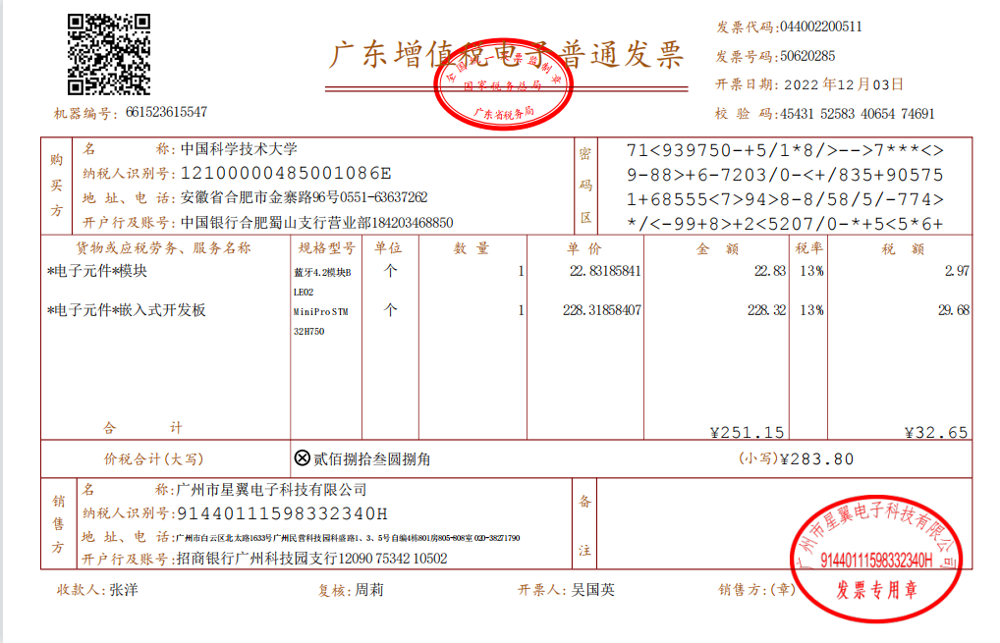 广东增值税电子普通发票
全国统一发票监制章
国家税务总局
广东省税务局
发票代码:044002200511
发票号码:50620285
开票日期: 2022 年12 月 03日
校 验 码:45431 52583 40654 74691
机器编号: 661523615547
购买方
名 称: 中国科学技术大学
纳税人识别号: 12100000485001086E
地 址、电 话: 安徽省合肥市金寨路96号0551-63637262
开户行及账号: 中国银行合肥蜀山支行营业部184203468850
密码区
71<939750-+5/1*8/>-->7***<>
9-88>+6-7203/0-<+/835+90575
1+68555<7>94>8-8/58/5/-774>
*/<-99+8>+2<5207/0-*+5<5*6+
货物或应税劳务、服务名称 规格型号 单位 数 量 单 价 金 额 税率 税 额
*电子元件*模块 蓝牙4.2模块B 个 1 22.83185841 22.83 13% 2.97
LE02
*电子元件*嵌入式开发板 MiniPro STM 个 1 228.31858407 228.32 13% 29.68
32H750
合 计 ¥251.15 ¥32.65
价税合计(大写) ⊗贰佰捌拾叁圆捌角 (小写)¥283.80
销售方
名 称:广州市星翼电子科技有限公司
纳税人识别号:91440111598332340H
地 址、电 话:广州市白云区北太路1633号广州民营科技园科盛路1、3、5号自编4栋801房805-808室 020-38271790
开户行及账号:招商银行广州科技园支行12090 75342 10502
备注
收款人: 张洋 复核: 周莉 开票人: 吴国英 销售方:(章)
广州市星翼电子科技有限公司
91440111598332340H
发票专用章